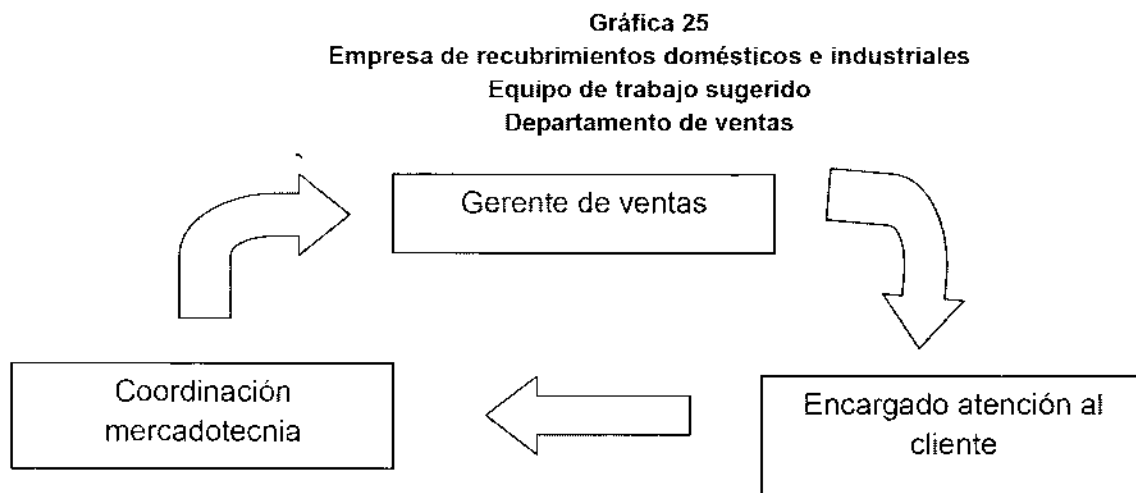 Gráfica 25
Empresa de recubrimientos domésticos e industriales
Equipo de trabajo sugerido
Departamento de ventas
Gerente de ventas
Coordinación
mercadotecnia
Encargado atención al
cliente